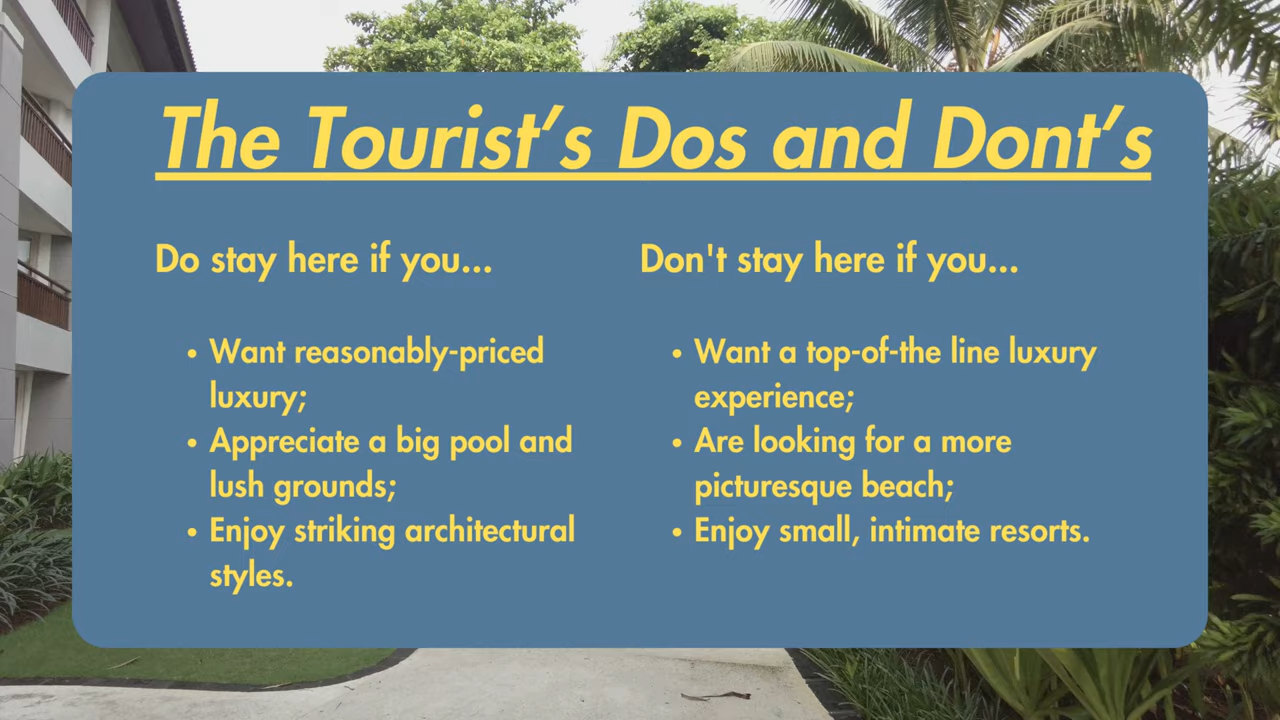 The Tourist’s Dos and Dont’s
Do stay here if you...
• Want reasonably-priced
luxury;
• Appreciate a big pool and
lush grounds;
• Enjoy striking architectural
styles.
Don't stay here if you...
• Want a top-of-the line luxury
experience;
• Are looking for a more
picturesque beach;
• Enjoy small, intimate resorts.